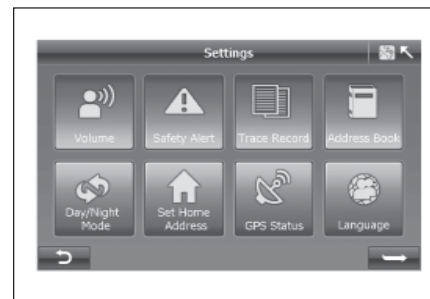 Settings
Volume
Safety Alert
Trace Record
Address Book
Day/Night
Mode
Set Home
Address
GPS Status
Language